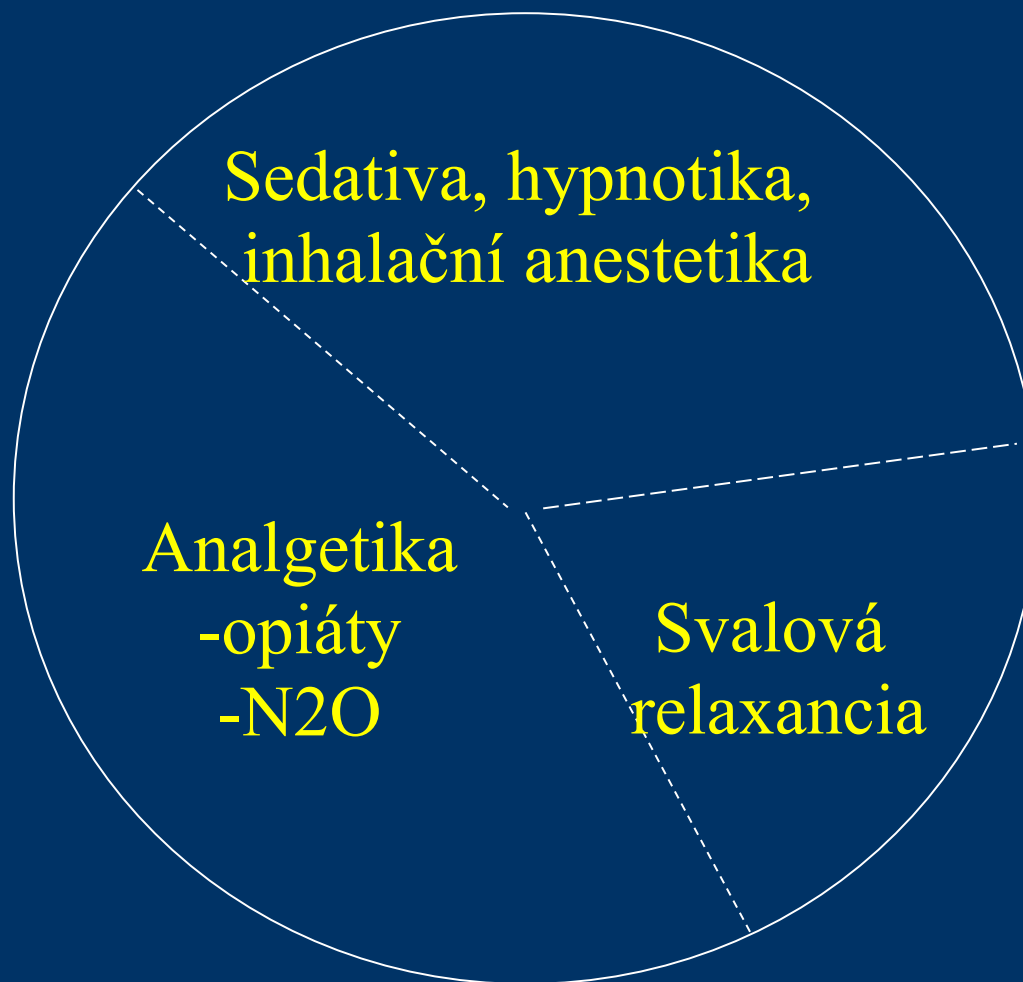 Sedativa, hypnotika,
inhalační anestetika
Analgetika
-opiáty
-N2O
Svalová
relaxancia